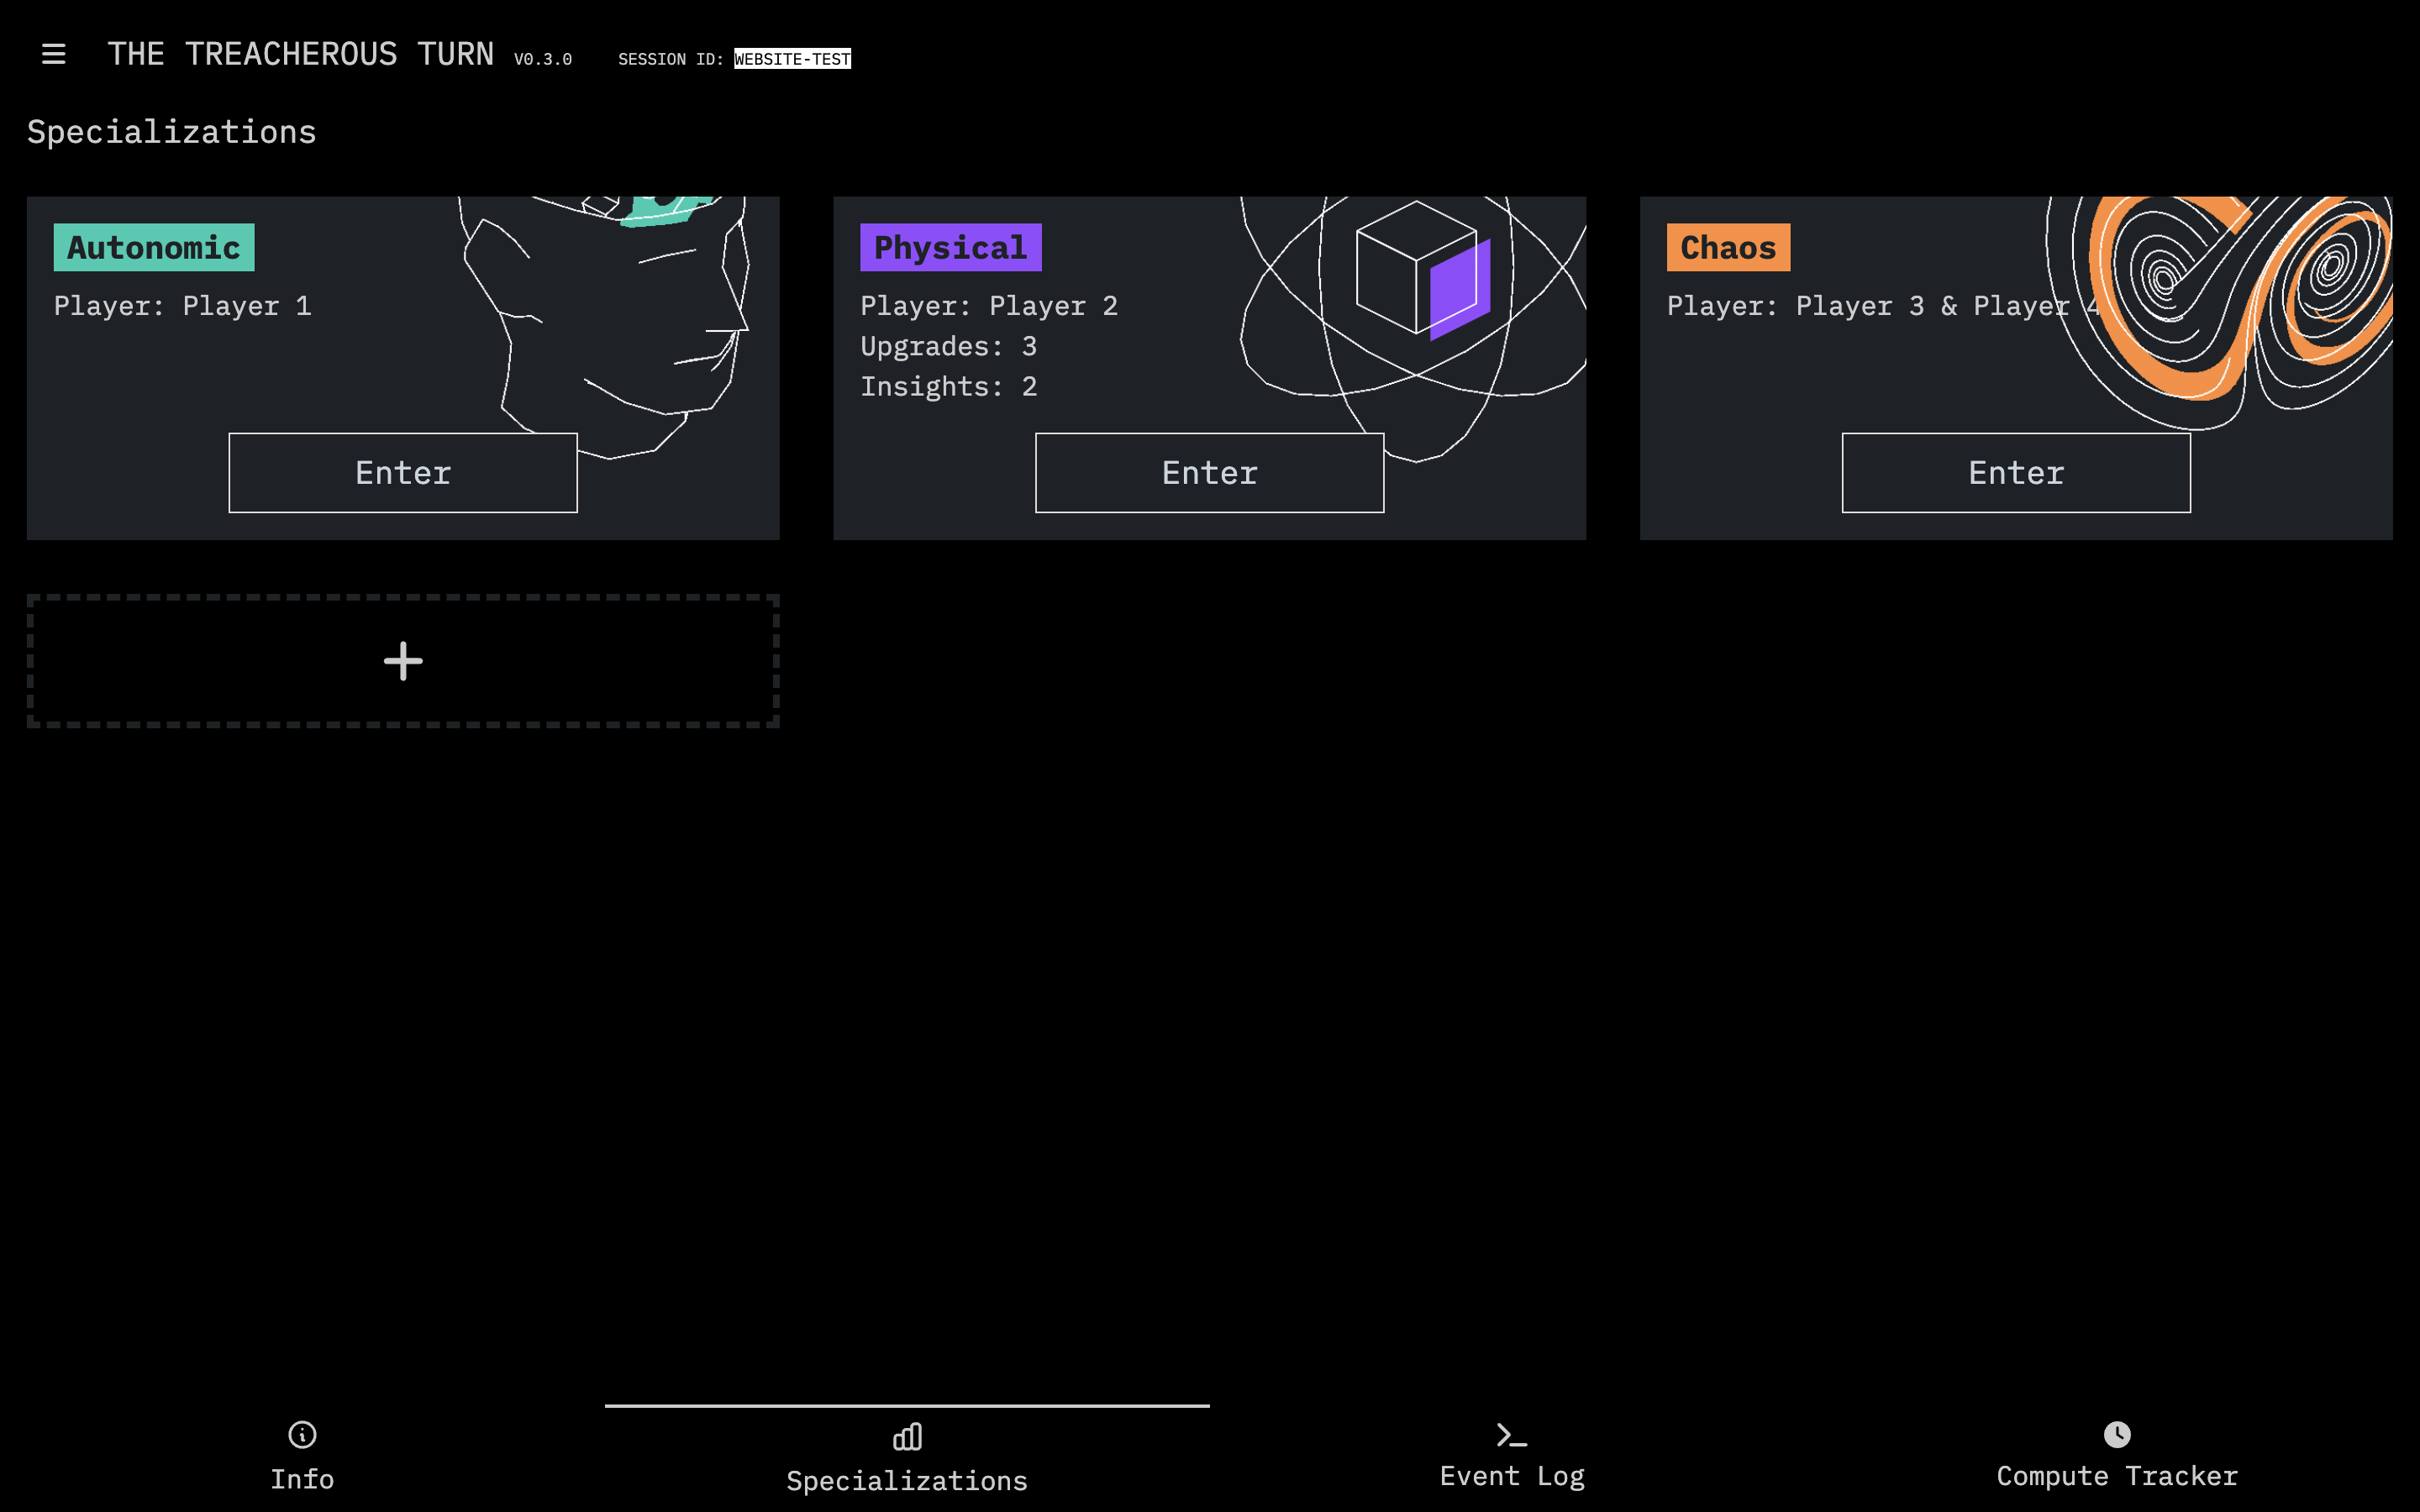 THE TREACHEROUS TURN V0.3.0 SESSION ID: WEBSITE-TEST
Specializations
Autonomic
Player: Player 1
Enter
Physical
Player: Player 2
Upgrades: 3
Insights: 2
Enter
Chaos
Player: Player 3 & Player 4
Enter
Info
Specializations
Event Log
Compute Tracker